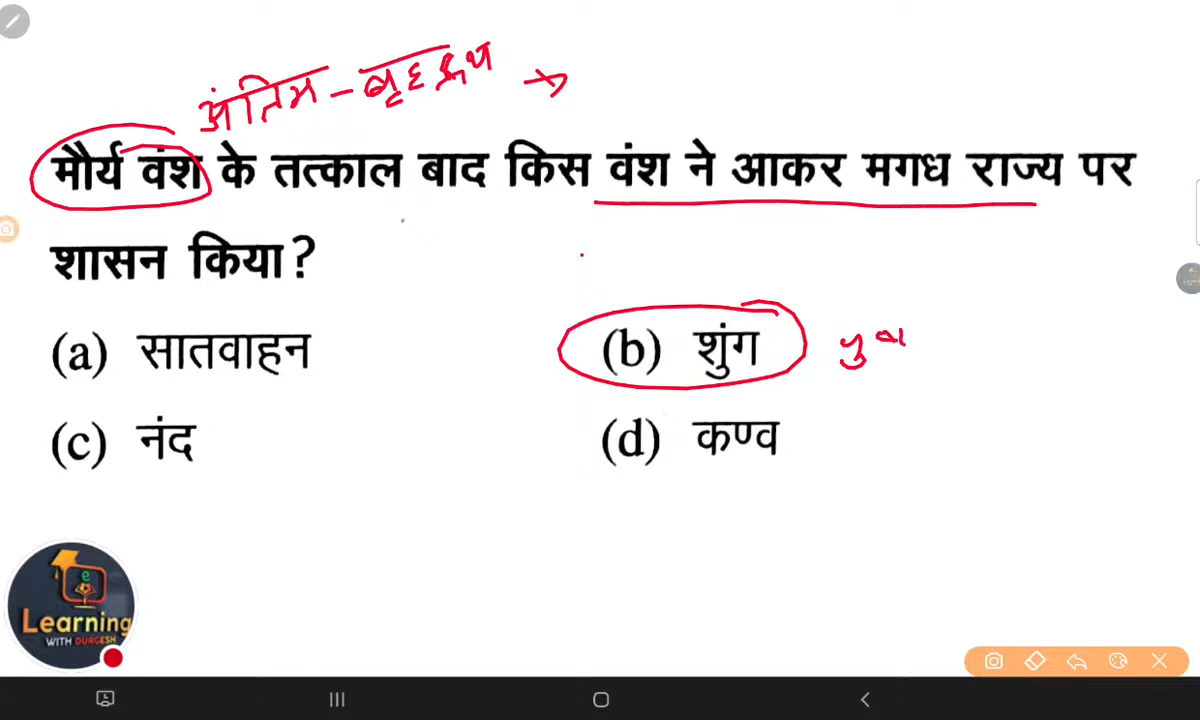 अंतिम - बृहद्रथ →
मौर्य वंश के तत्काल बाद किस वंश ने आकर मगध राज्य पर
शासन किया?
(a) सातवाहन
(b) शुंग
(c) नंद
(d) कण्व
e
Learning
WITH DURGESH